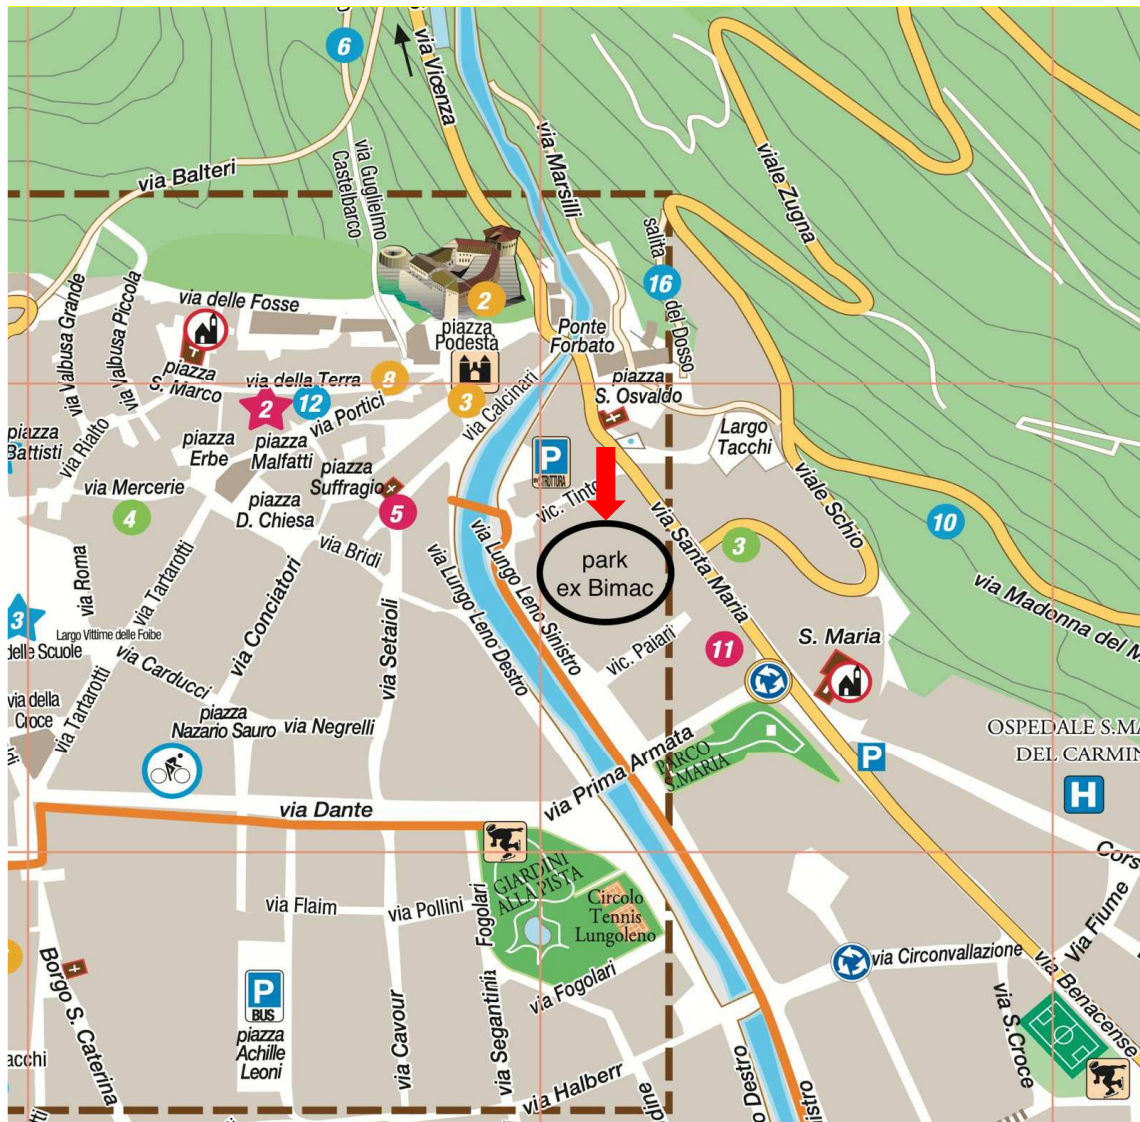 6
via Vicenza
via Marsilli
viale Zugna
via Balteri
via Guglielmo
Castelbarco
salita
del Dosso
16
2
via delle Fosse
piazza
Podestà
Ponte
Forbato
via Valbusa Grande
via Valbusa Piccola
piazza
S. Marco
via della Terra
8
3
via Calcinari
piazza
S. Osvaldo
2
12
via Portici
Largo
Tacchi
piazza
Battisti
via Rialto
piazza
Erbe
piazza
Malfatti
piazza
Suffragio
P
STRUTTURA
via Mercerie
4
piazza
D. Chiesa
5
vic. Tinto
viale Schio
10
via Bridi
via Santa Maria
3
park
ex Bimac
via Roma
via Tartarotti
via Conciatori
via Setaioli
via Lungo Leno Destro
via Lungo Leno Sinistro
via Madonna del M
3
delle Scuole
Largo Vittime delle Foibe
via Carducci
vic. Paiari
11
S. Maria
via della
Croce
via Tartarotti
piazza
Nazario Sauro
via Negrelli
OSPEDALE S.MA
DEL CARMIN
PARCO
S.MARIA
P
H
via Prima Armata
via Dante
Cors
GIARDINI
ALLA PISTA
Circolo
Tennis
Lungoleno
via Flaim
via Pollini
Fogolari
via Fiume
via Circonvallazione
via Benacense
Borgo S. Caterina
P
BUS
piazza
Achille
Leoni
via Cavour
via Segantini
via Fogolari
via S.Croce
acchi
via Halberr
dine
o Destro
istro